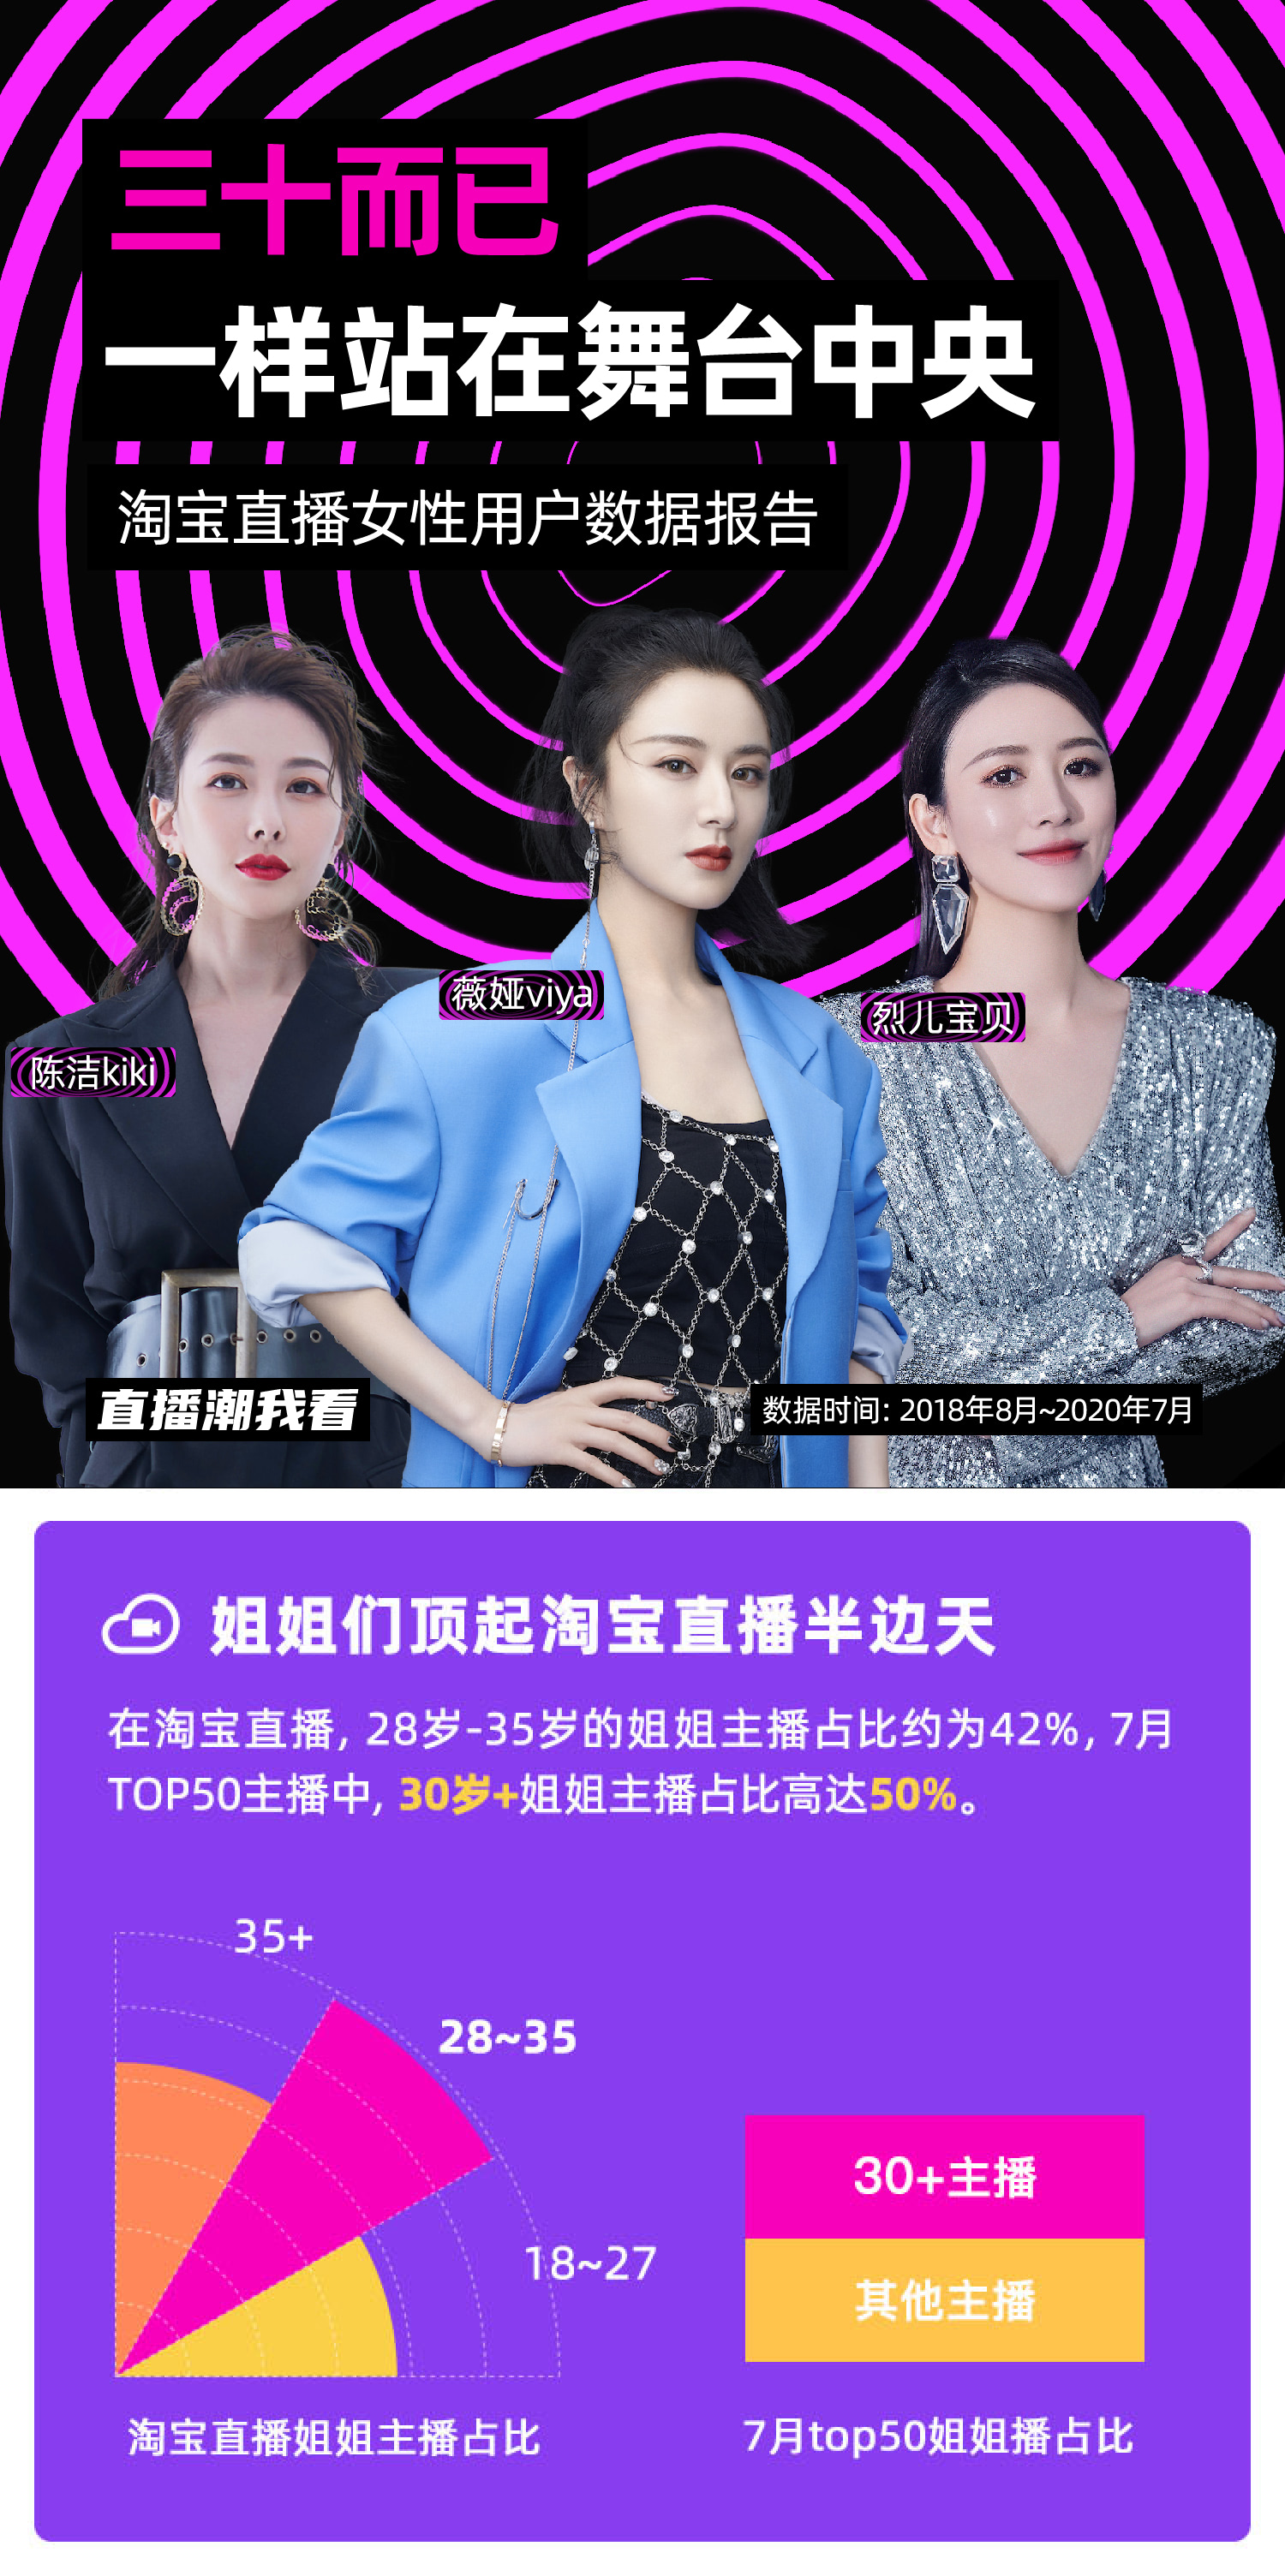 三十而已
一样站在舞台中央
淘宝直播女性用户数据报告
薇娅viya
烈儿宝贝
陈洁kiki
直播潮我看
数据时间: 2018年8月~2020年7月
姐姐们顶起淘宝直播半边天
在淘宝直播, 28岁-35岁的姐姐主播占比约为42%, 7月
TOP50主播中, 30岁+姐姐主播占比高达50%。
35+
28~35
18~27
30+主播
其他主播
淘宝直播姐姐主播占比
7月top50姐姐播占比